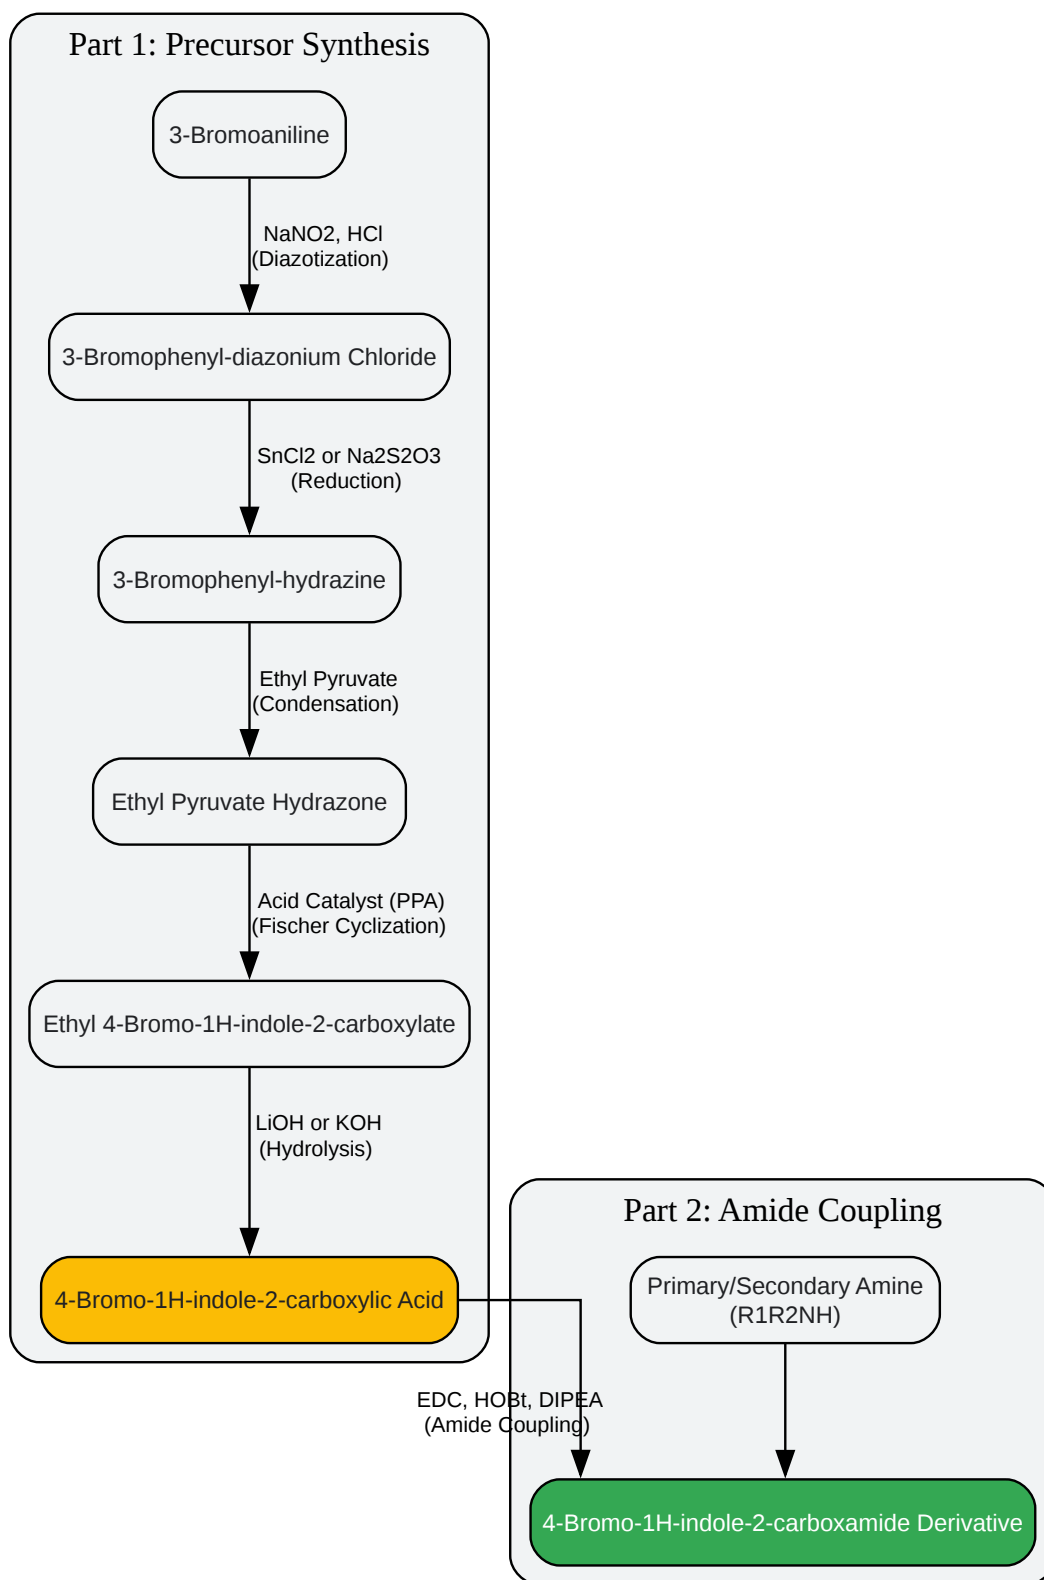 Part 1: Precursor Synthesis
3-Bromoaniline
NaNO2, HCl
(Diazotization)
3-Bromophenyl-diazonium Chloride
SnCl2 or Na2S2O3
(Reduction)
3-Bromophenyl-hydrazine
Ethyl Pyruvate
(Condensation)
Ethyl Pyruvate Hydrazone
Acid Catalyst (PPA)
(Fischer Cyclization)
Ethyl 4-Bromo-1H-indole-2-carboxylate
LiOH or KOH
(Hydrolysis)
4-Bromo-1H-indole-2-carboxylic Acid
Part 2: Amide Coupling
Primary/Secondary Amine
(R1R2NH)
EDC, HOBt, DIPEA
(Amide Coupling)
4-Bromo-1H-indole-2-carboxamide Derivative